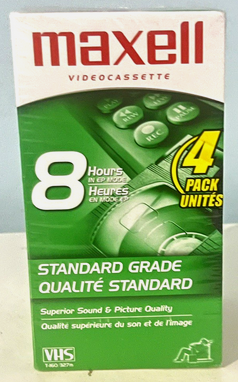 maxell
VIDEOCASSETTE
REC
8 Hours
IN EP MODE
Heures
EN MODE EP
4
PACK
UNITÉS
STANDARD GRADE
QUALITÉ STANDARD
Superior Sound & Picture Quality
Qualité supérieure du son et de l'image
VHS